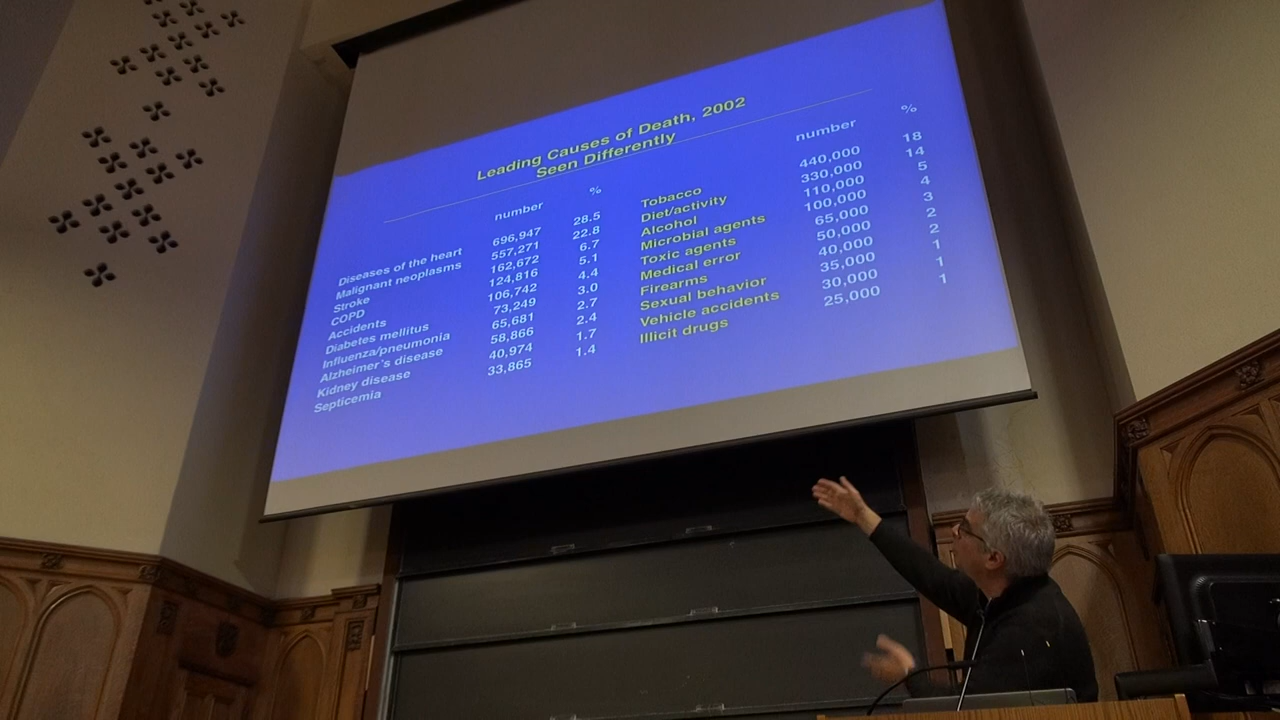 Leading Causes of Death, 2002
Seen Differently
number %
Diseases of the heart 696,947 28.5
Malignant neoplasms 557,271 22.8
Stroke 162,672 6.7
COPD 124,816 5.1
Accidents 106,742 4.4
Diabetes mellitus 73,249 3.0
Influenza/pneumonia 65,681 2.7
Alzheimer's disease 58,866 2.4
Kidney disease 40,974 1.7
Septicemia 33,865 1.4
number %
Tobacco 440,000 18
Diet/activity 330,000 14
Alcohol 110,000 5
Microbial agents 100,000 4
Toxic agents 65,000 3
Medical error 50,000 2
Firearms 40,000 2
Sexual behavior 35,000 1
Vehicle accidents 30,000 1
Illicit drugs 25,000 1